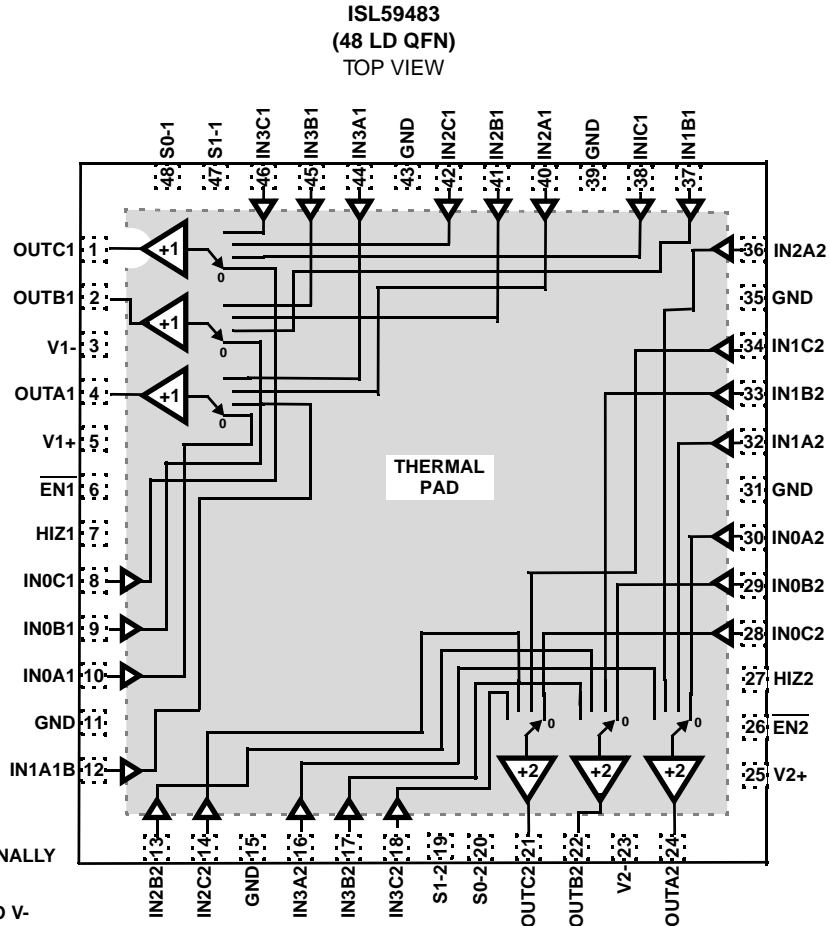 ISL59483
(48 LD QFN)
TOP VIEW
48 S0-1
47 S1-1
46 IN3C1
45 IN3B1
44 IN3A1
43 GND
42 IN2C1
41 IN2B1
40 IN2A1
39 GND
38 INIC1
37 IN1B1
OUTC1 1
OUTB1 2
V1- 3
OUTA1 4
V1+ 5
EN1 6
HIZ1 7
IN0C1 8
IN0B1 9
IN0A1 10
GND 11
IN1A1B 12
+1
0
+1
0
+1
0
THERMAL
PAD
36 IN2A2
35 GND
34 IN1C2
33 IN1B2
32 IN1A2
31 GND
30 IN0A2
29 IN0B2
28 IN0C2
27 HIZ2
26 EN2
25 V2+
0
0
0
+2
+2
+2
IN2B2 13
IN2C2 14
GND 15
IN3A2 16
IN3B2 17
IN3C2 18
S1-2 19
S0-2 20
OUTC2 21
OUTB2 22
V2- 23
OUTA2 24
NALLY
D V-